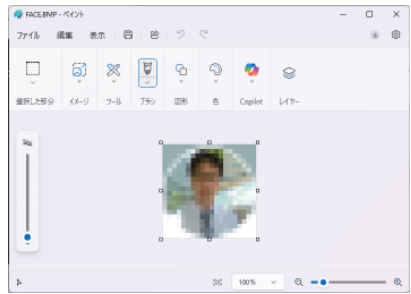 FACE.BMP - ペイント
ファイル 編集 表示
選択した部分 イメージ ツール ブラシ 図形 色 Copilot レイヤー
100%